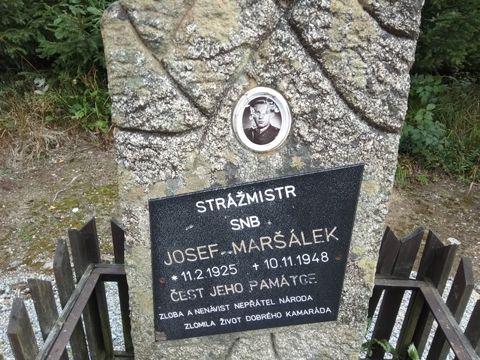 STRÁŽMISTR
SNB
JOSEF MARŠÁLEK
*11.2.1925 + 10.11.1948
ČEST JEHO PAMÁTCE
ZLOBA A NENÁVIST NEPŘÁTEL NÁRODA
ZLOMILA ŽIVOT DOBRÉHO KAMARÁDA